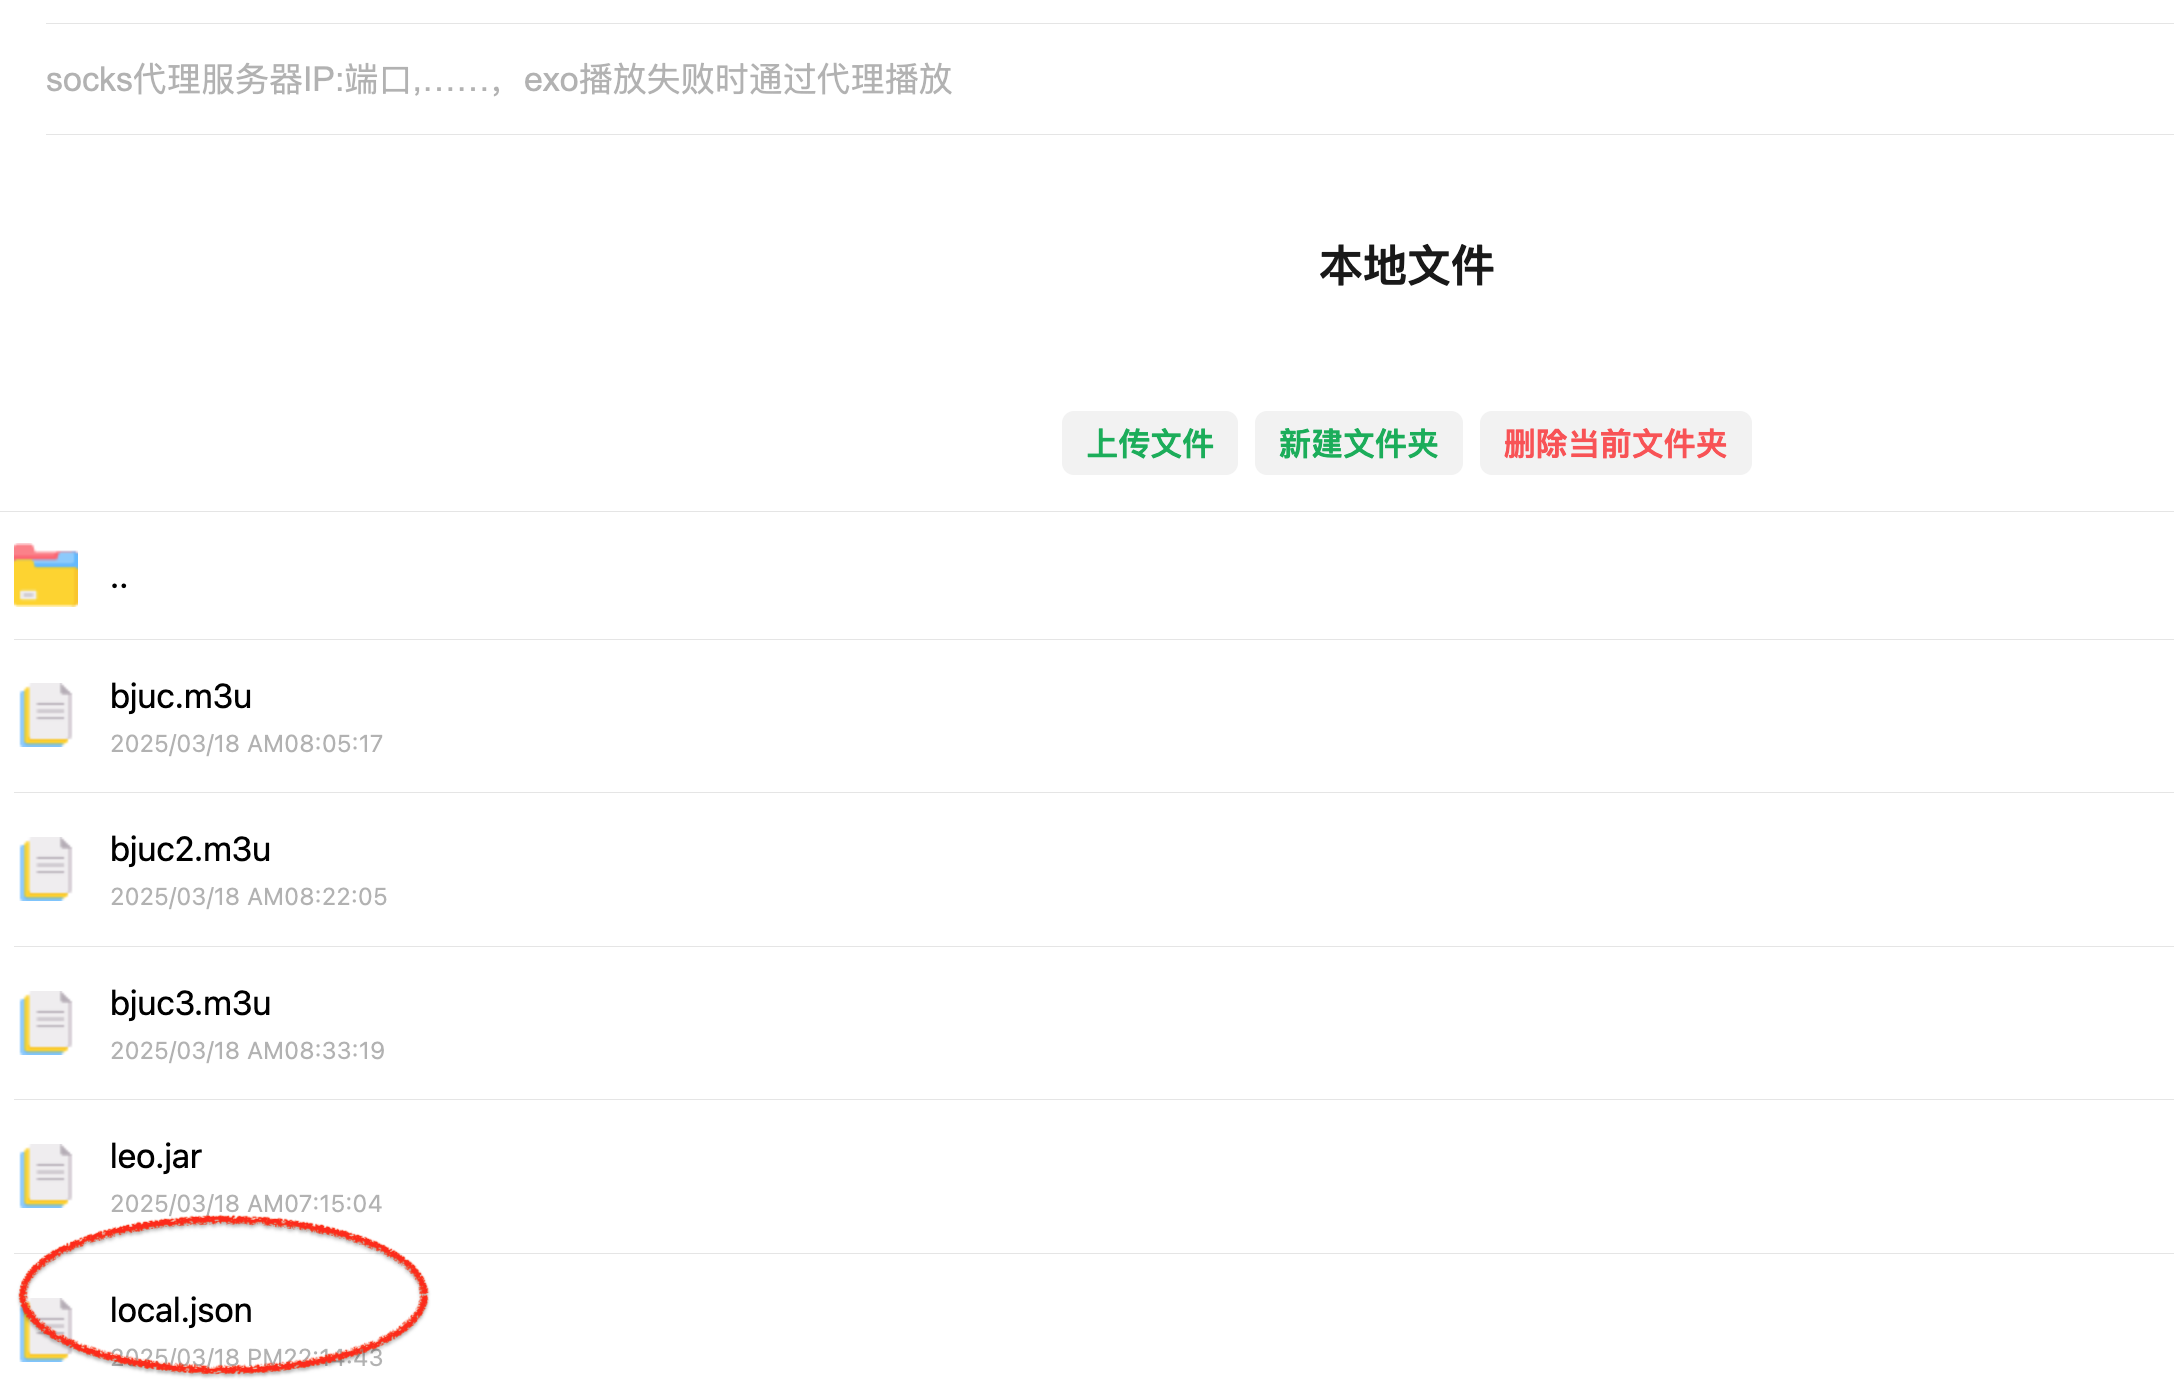 socks代理服务器IP:端口,……，exo播放失败时通过代理播放
本地文件
上传文件 新建文件夹 删除当前文件夹
..
bjuc.m3u
2025/03/18 AM08:05:17
bjuc2.m3u
2025/03/18 AM08:22:05
bjuc3.m3u
2025/03/18 AM08:33:19
leo.jar
2025/03/18 AM07:15:04
local.json
2025/03/18 PM22:14:43